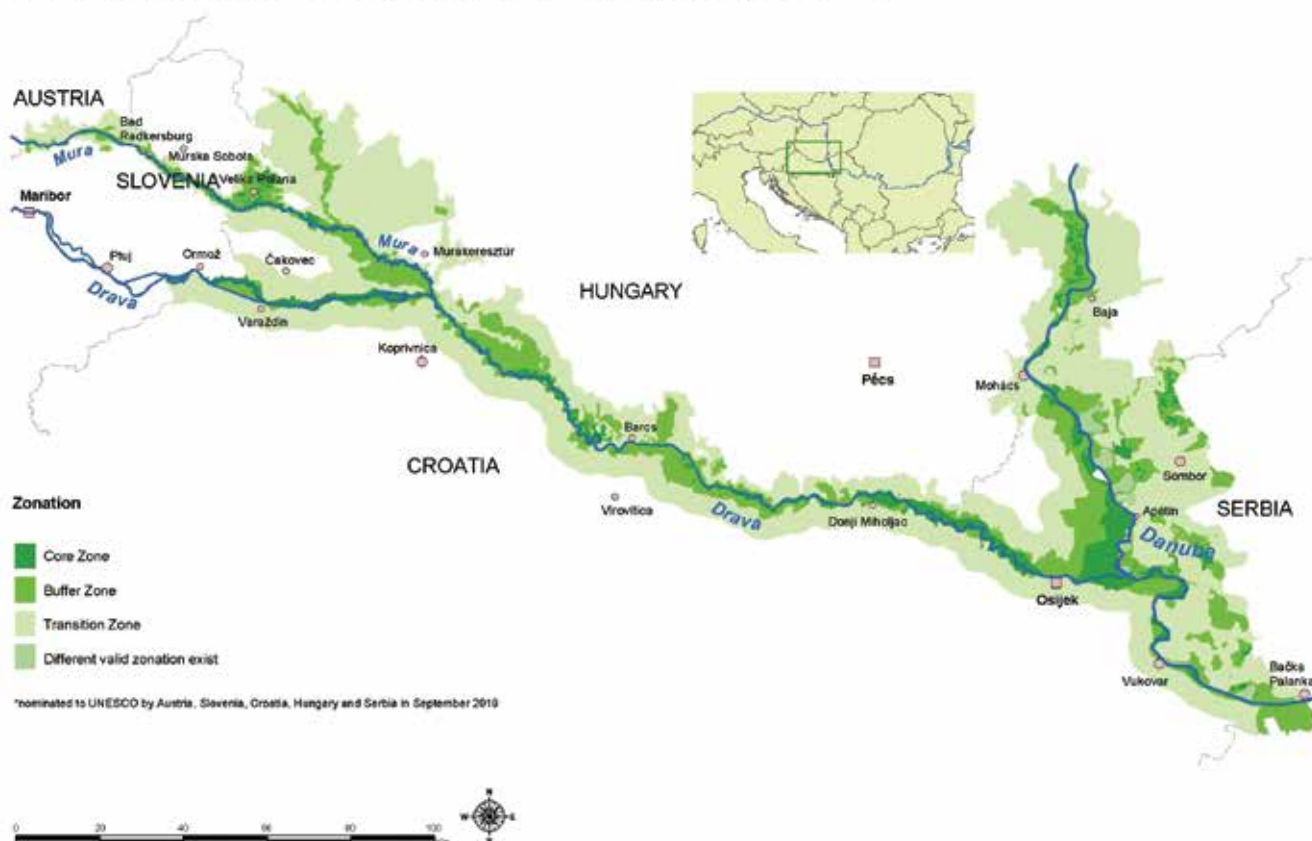 AUSTRIA
Bad
Radkersburg
Mura
Murska Sobota
SLOVENIA
Velika Polana
Maribor
Mura
Murakeresztúr
Ptuj
Ormož
Čakovec
Drava
HUNGARY
Varaždin
Baja
Koprivnica
Pécs
Mohács
Barcs
CROATIA
Sombor
Zonation
Virovitica
Drava
Donji Miholjac
Apatin
SERBIA
Danube
Core Zone
Buffer Zone
Osijek
Transition Zone
Different valid zonation exist
Vukovar
Bačka
Palanka
*nominated to UNESCO by Austria, Slovenia, Croatia, Hungary and Serbia in September 2019
N
W
E
0 20 40 60 80 100